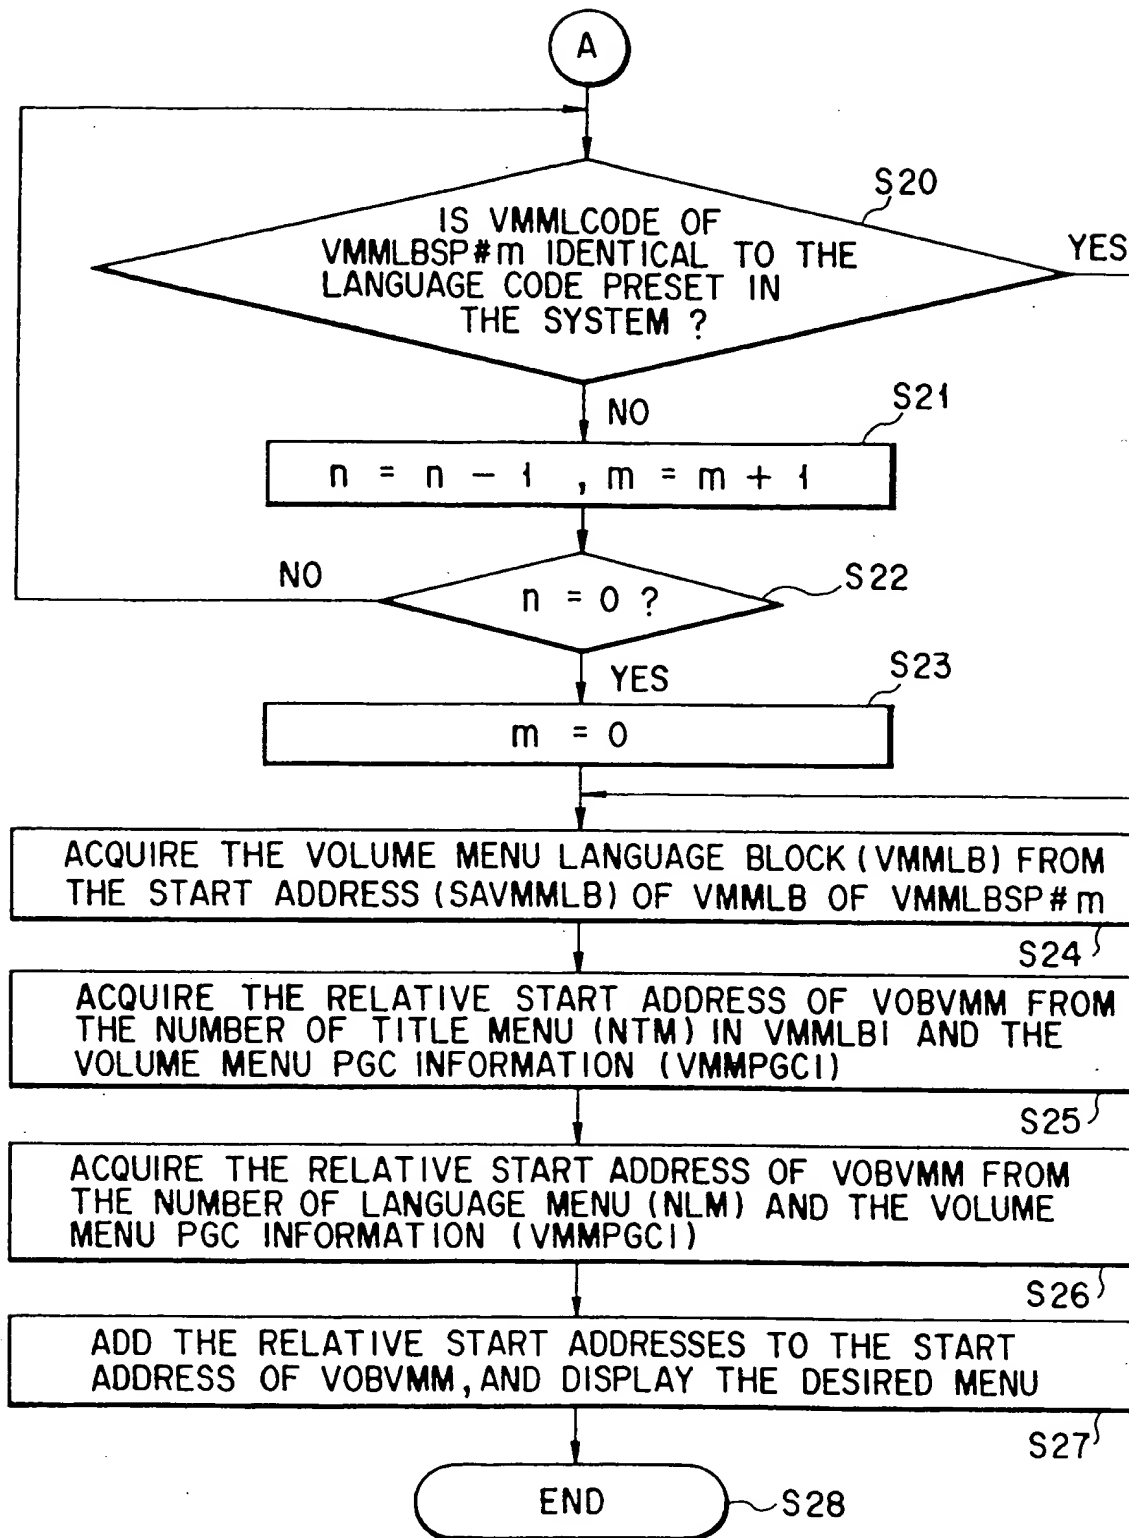 A
S20
IS VMMLCODE OF
VMMLBSP#m IDENTICAL TO THE
LANGUAGE CODE PRESET IN
THE SYSTEM ?
YES
NO
S21
n = n - 1 , m = m + 1
NO
S22
n = 0 ?
YES
S23
m = 0
ACQUIRE THE VOLUME MENU LANGUAGE BLOCK (VMMLB) FROM
THE START ADDRESS (SAVMMLB) OF VMMLB OF VMMLBSP#m
S24
ACQUIRE THE RELATIVE START ADDRESS OF VOBVMM FROM
THE NUMBER OF TITLE MENU (NTM) IN VMMLBI AND THE
VOLUME MENU PGC INFORMATION (VMMPGCI)
S25
ACQUIRE THE RELATIVE START ADDRESS OF VOBVMM FROM
THE NUMBER OF LANGUAGE MENU (NLM) AND THE VOLUME
MENU PGC INFORMATION (VMMPGCI)
S26
ADD THE RELATIVE START ADDRESSES TO THE START
ADDRESS OF VOBVMM, AND DISPLAY THE DESIRED MENU
S27
END
S28